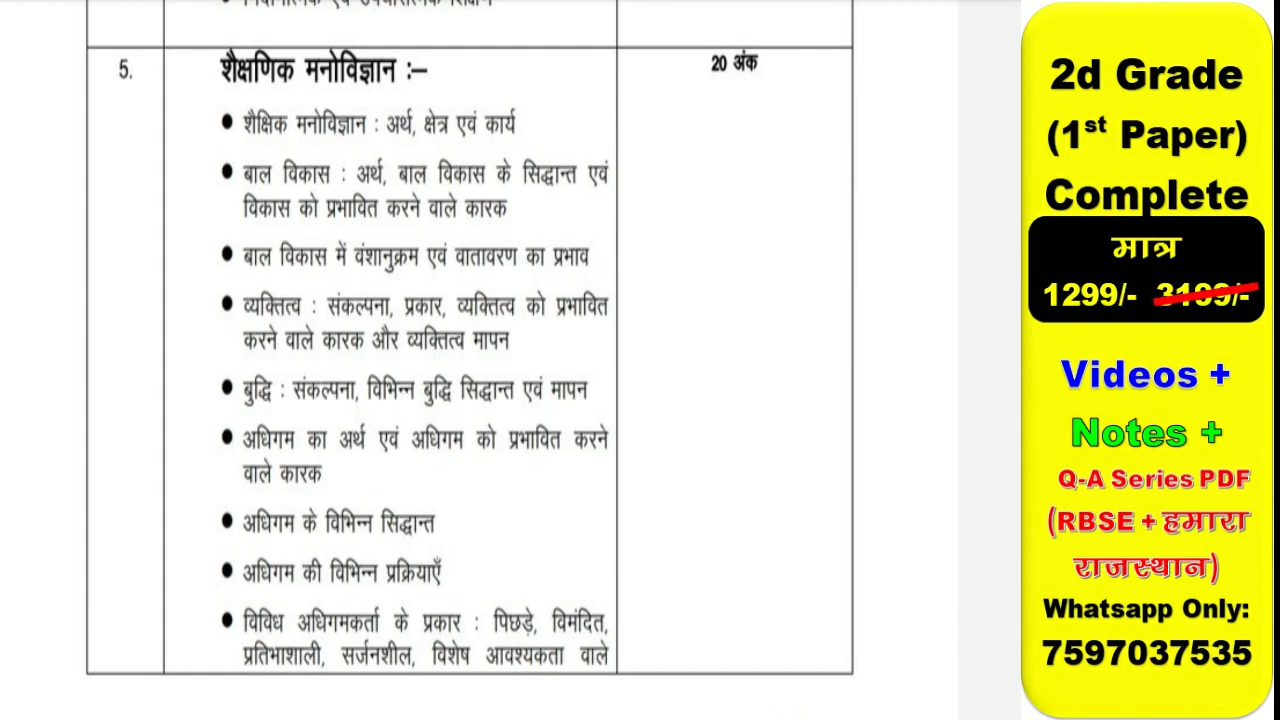 5.
शैक्षणिक मनोविज्ञान :–
20 अंक
● शैक्षिक मनोविज्ञान : अर्थ, क्षेत्र एवं कार्य
● बाल विकास : अर्थ, बाल विकास के सिद्धान्त एवं
विकास को प्रभावित करने वाले कारक
● बाल विकास में वंशानुक्रम एवं वातावरण का प्रभाव
● व्यक्तित्व : संकल्पना, प्रकार, व्यक्तित्व को प्रभावित
करने वाले कारक और व्यक्तित्व मापन
● बुद्धि : संकल्पना, विभिन्न बुद्धि सिद्धान्त एवं मापन
● अधिगम का अर्थ एवं अधिगम को प्रभावित करने
वाले कारक
● अधिगम के विभिन्न सिद्धान्त
● अधिगम की विभिन्न प्रक्रियाएँ
● विविध अधिगमकर्ता के प्रकार : पिछड़े, विमंदित,
प्रतिभाशाली, सर्जनशील, विशेष आवश्यकता वाले
2d Grade
(1st Paper)
Complete
मात्र
1299/- 3199/-
Videos +
Notes +
Q-A Series PDF
(RBSE + हमारा
राजस्थान)
Whatsapp Only:
7597037535